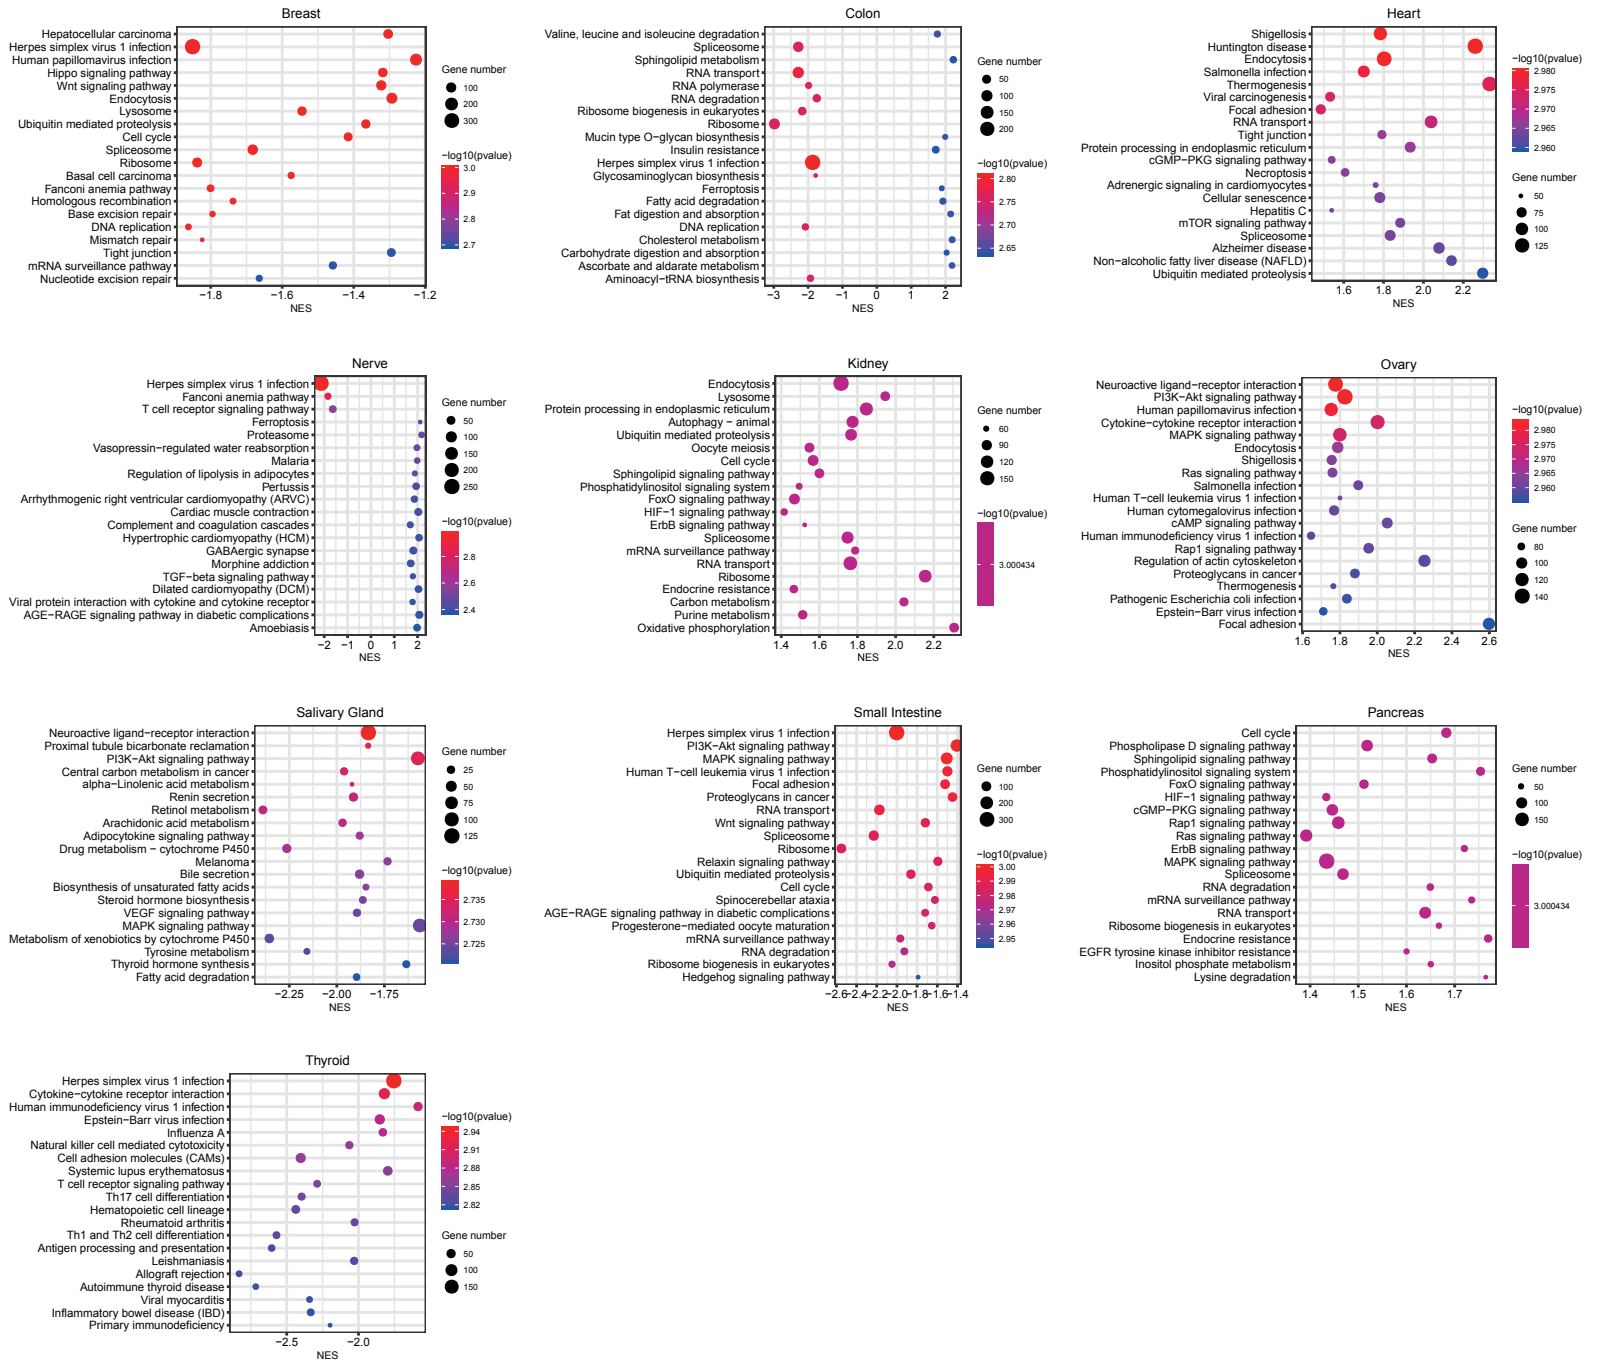 Breast
Hepatocellular carcinoma
Herpes simplex virus 1 infection
Human papillomavirus infection
Hippo signaling pathway
Wnt signaling pathway
Endocytosis
Lysosome
Ubiquitin mediated proteolysis
Cell cycle
Spliceosome
Ribosome
Basal cell carcinoma
Fanconi anemia pathway
Homologous recombination
Base excision repair
DNA replication
Mismatch repair
Tight junction
mRNA surveillance pathway
Nucleotide excision repair
−1.8 −1.6 −1.4 −1.2
NES
Gene number
100
200
300
−log10(pvalue)
3.0
2.9
2.8
2.7
Colon
Valine, leucine and isoleucine degradation
Spliceosome
Sphingolipid metabolism
RNA transport
RNA polymerase
RNA degradation
Ribosome biogenesis in eukaryotes
Ribosome
Mucin type O−glycan biosynthesis
Insulin resistance
Herpes simplex virus 1 infection
Glycosaminoglycan biosynthesis
Ferroptosis
Fatty acid degradation
Fat digestion and absorption
DNA replication
Cholesterol metabolism
Carbohydrate digestion and absorption
Ascorbate and aldarate metabolism
Aminoacyl−tRNA biosynthesis
−3 −2 −1 0 1 2
NES
Gene number
50
100
150
200
−log10(pvalue)
2.80
2.75
2.70
2.65
Heart
Shigellosis
Huntington disease
Endocytosis
Salmonella infection
Thermogenesis
Viral carcinogenesis
Focal adhesion
RNA transport
Tight junction
Protein processing in endoplasmic reticulum
cGMP−PKG signaling pathway
Necroptosis
Adrenergic signaling in cardiomyocytes
Cellular senescence
Hepatitis C
mTOR signaling pathway
Spliceosome
Alzheimer disease
Non−alcoholic fatty liver disease (NAFLD)
Ubiquitin mediated proteolysis
1.6 1.8 2.0 2.2
NES
−log10(pvalue)
2.980
2.975
2.970
2.965
2.960
Gene number
50
75
100
125
Nerve
Herpes simplex virus 1 infection
Fanconi anemia pathway
T cell receptor signaling pathway
Ferroptosis
Proteasome
Vasopressin−regulated water reabsorption
Malaria
Regulation of lipolysis in adipocytes
Pertussis
Arrhythmogenic right ventricular cardiomyopathy (ARVC)
Cardiac muscle contraction
Complement and coagulation cascades
Hypertrophic cardiomyopathy (HCM)
GABAergic synapse
Morphine addiction
TGF−beta signaling pathway
Dilated cardiomyopathy (DCM)
Viral protein interaction with cytokine and cytokine receptor
AGE−RAGE signaling pathway in diabetic complications
Amoebiasis
−2 −1 0 1 2
NES
Gene number
50
100
150
200
250
−log10(pvalue)
2.8
2.6
2.4
Kidney
Endocytosis
Lysosome
Protein processing in endoplasmic reticulum
Autophagy − animal
Ubiquitin mediated proteolysis
Oocyte meiosis
Cell cycle
Sphingolipid signaling pathway
Phosphatidylinositol signaling system
FoxO signaling pathway
HIF−1 signaling pathway
ErbB signaling pathway
Spliceosome
mRNA surveillance pathway
RNA transport
Ribosome
Endocrine resistance
Carbon metabolism
Purine metabolism
Oxidative phosphorylation
1.4 1.6 1.8 2.0 2.2
NES
Gene number
60
90
120
150
−log10(pvalue)
3.000434
Ovary
Neuroactive ligand−receptor interaction
PI3K−Akt signaling pathway
Human papillomavirus infection
Cytokine−cytokine receptor interaction
MAPK signaling pathway
Endocytosis
Shigellosis
Ras signaling pathway
Salmonella infection
Human T−cell leukemia virus 1 infection
Human cytomegalovirus infection
cAMP signaling pathway
Human immunodeficiency virus 1 infection
Rap1 signaling pathway
Regulation of actin cytoskeleton
Proteoglycans in cancer
Thermogenesis
Pathogenic Escherichia coli infection
Epstein−Barr virus infection
Focal adhesion
1.6 1.8 2.0 2.2 2.4 2.6
NES
−log10(pvalue)
2.980
2.975
2.970
2.965
2.960
Gene number
80
100
120
140
Salivary Gland
Neuroactive ligand−receptor interaction
Proximal tubule bicarbonate reclamation
PI3K−Akt signaling pathway
Central carbon metabolism in cancer
alpha−Linolenic acid metabolism
Renin secretion
Retinol metabolism
Arachidonic acid metabolism
Adipocytokine signaling pathway
Drug metabolism − cytochrome P450
Melanoma
Bile secretion
Biosynthesis of unsaturated fatty acids
Steroid hormone biosynthesis
VEGF signaling pathway
MAPK signaling pathway
Metabolism of xenobiotics by cytochrome P450
Tyrosine metabolism
Thyroid hormone synthesis
Fatty acid degradation
−2.25 −2.00 −1.75
NES
Gene number
25
50
75
100
125
−log10(pvalue)
2.735
2.730
2.725
Small Intestine
Herpes simplex virus 1 infection
PI3K−Akt signaling pathway
MAPK signaling pathway
Human T−cell leukemia virus 1 infection
Focal adhesion
Proteoglycans in cancer
RNA transport
Wnt signaling pathway
Spliceosome
Ribosome
Relaxin signaling pathway
Ubiquitin mediated proteolysis
Cell cycle
Spinocerebellar ataxia
AGE−RAGE signaling pathway in diabetic complications
Progesterone−mediated oocyte maturation
mRNA surveillance pathway
RNA degradation
Ribosome biogenesis in eukaryotes
Hedgehog signaling pathway
−2.6−2.4−2.2−2.0−1.8−1.6−1.4
NES
Gene number
100
200
300
−log10(pvalue)
3.00
2.99
2.98
2.97
2.96
2.95
Pancreas
Cell cycle
Phospholipase D signaling pathway
Sphingolipid signaling pathway
Phosphatidylinositol signaling system
FoxO signaling pathway
HIF−1 signaling pathway
cGMP−PKG signaling pathway
Rap1 signaling pathway
Ras signaling pathway
ErbB signaling pathway
MAPK signaling pathway
Spliceosome
RNA degradation
mRNA surveillance pathway
RNA transport
Ribosome biogenesis in eukaryotes
Endocrine resistance
EGFR tyrosine kinase inhibitor resistance
Inositol phosphate metabolism
Lysine degradation
1.4 1.5 1.6 1.7
NES
Gene number
50
100
150
−log10(pvalue)
3.000434
Thyroid
Herpes simplex virus 1 infection
Cytokine−cytokine receptor interaction
Human immunodeficiency virus 1 infection
Epstein−Barr virus infection
Influenza A
Natural killer cell mediated cytotoxicity
Cell adhesion molecules (CAMs)
Systemic lupus erythematosus
T cell receptor signaling pathway
Th17 cell differentiation
Hematopoietic cell lineage
Rheumatoid arthritis
Th1 and Th2 cell differentiation
Antigen processing and presentation
Leishmaniasis
Allograft rejection
Autoimmune thyroid disease
Viral myocarditis
Inflammatory bowel disease (IBD)
Primary immunodeficiency
−2.5 −2.0
NES
−log10(pvalue)
2.94
2.91
2.88
2.85
2.82
Gene number
50
100
150